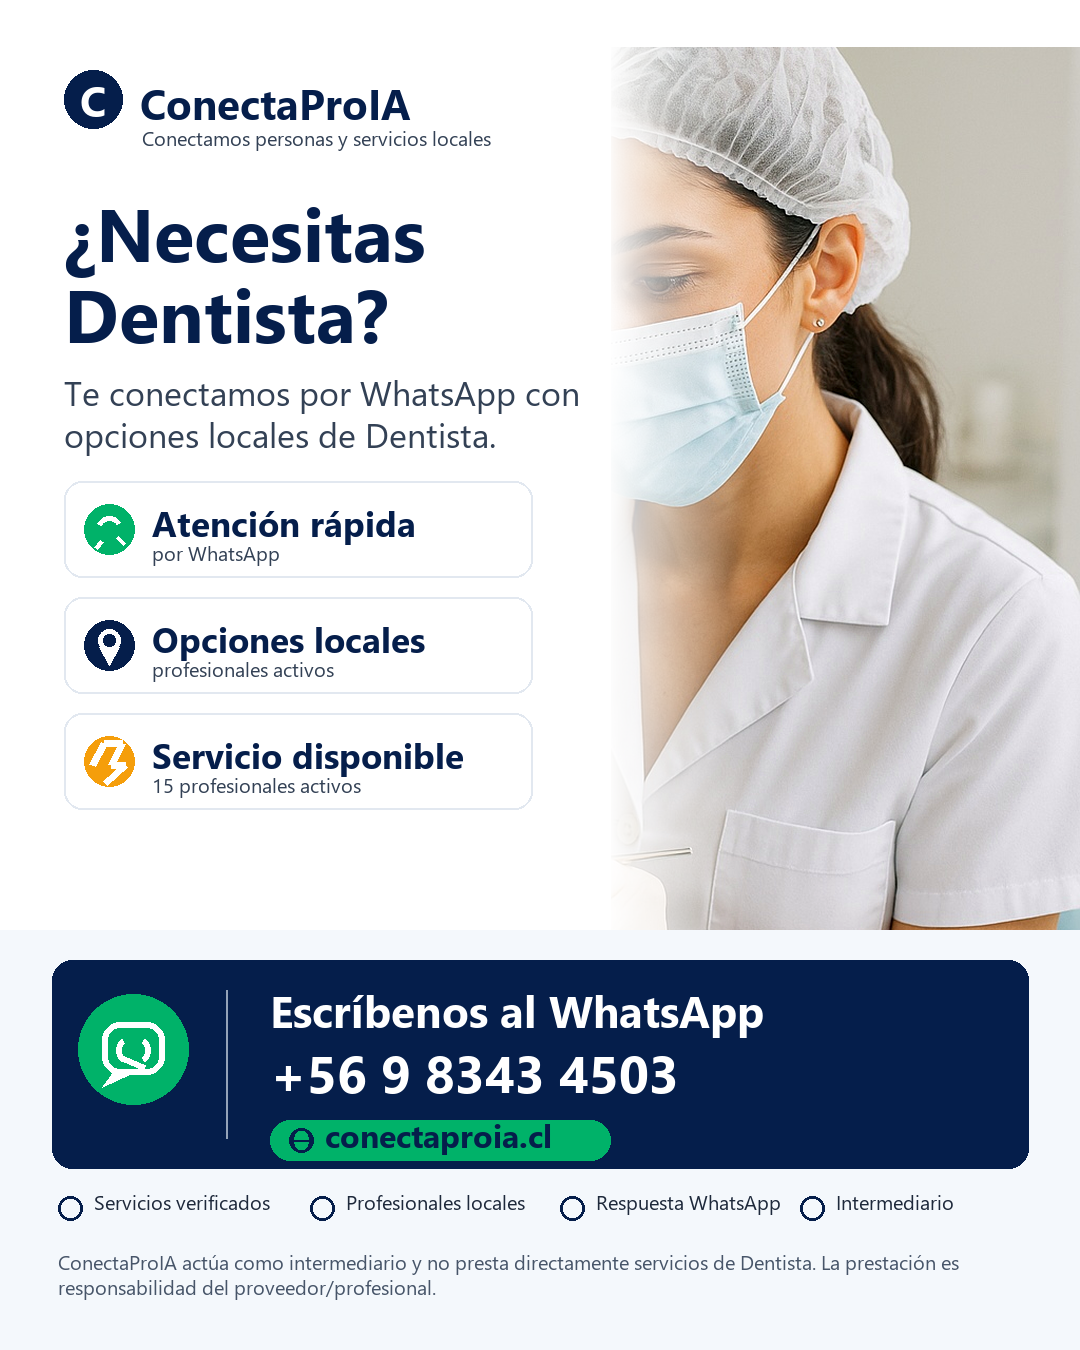 C ConectaProIA
Conectamos personas y servicios locales
¿Necesitas
Dentista?
Te conectamos por WhatsApp con
opciones locales de Dentista.
Atención rápida
por WhatsApp
Opciones locales
profesionales activos
Servicio disponible
15 profesionales activos
Escríbenos al WhatsApp
+56 9 8343 4503
conectaproia.cl
Servicios verificados Profesionales locales Respuesta WhatsApp Intermediario
ConectaProIA actúa como intermediario y no presta directamente servicios de Dentista. La prestación es
responsabilidad del proveedor/profesional.